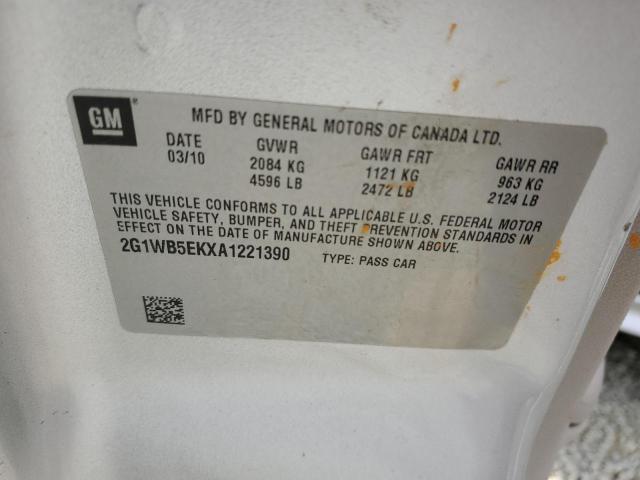 GM ®
MFD BY GENERAL MOTORS OF CANADA LTD.
DATE GVWR GAWR FRT GAWR RR
03/10 2084 KG 1121 KG 963 KG
4596 LB 2472 LB 2124 LB
THIS VEHICLE CONFORMS TO ALL APPLICABLE U.S. FEDERAL MOTOR
VEHICLE SAFETY, BUMPER, AND THEFT PREVENTION STANDARDS IN
EFFECT ON THE DATE OF MANUFACTURE SHOWN ABOVE.
2G1WB5EKXA1221390 TYPE: PASS CAR